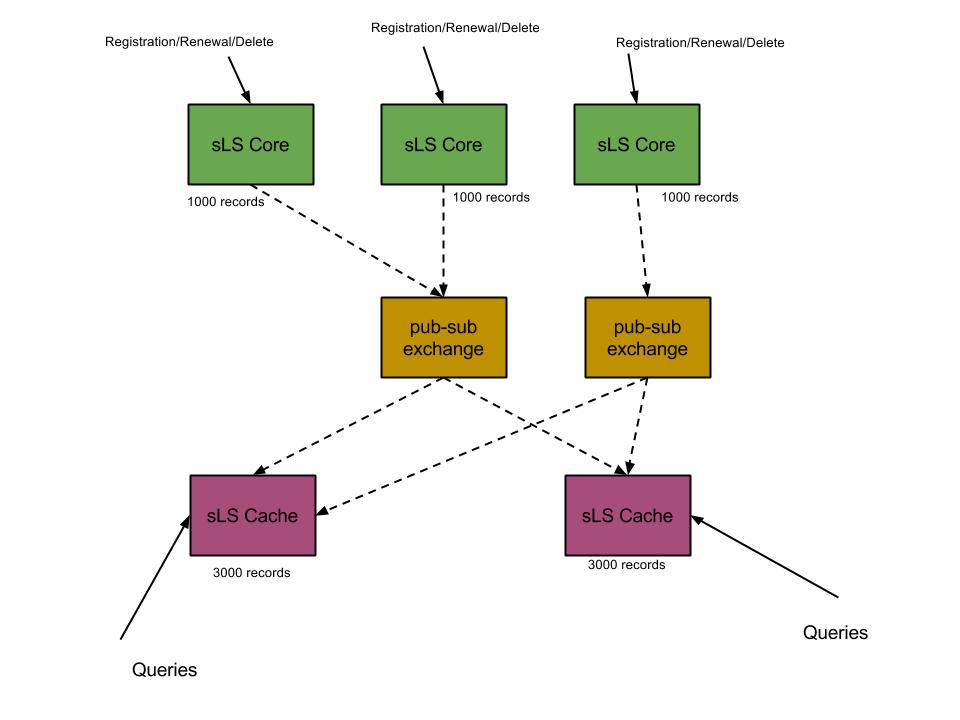 Registration/Renewal/Delete
Registration/Renewal/Delete
Registration/Renewal/Delete
sLS Core
sLS Core
sLS Core
1000 records
1000 records
1000 records
pub-sub
exchange
pub-sub
exchange
sLS Cache
sLS Cache
3000 records
3000 records
Queries
Queries